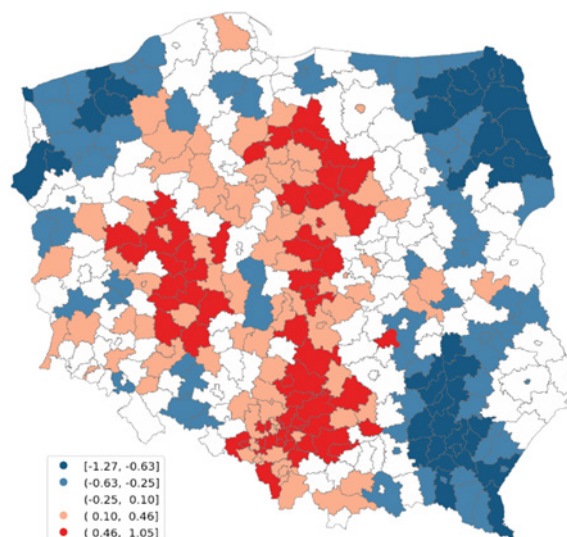 [-1.27, -0.63]
(-0.63, -0.25]
(-0.25,  0.10]
( 0.10,  0.46]
( 0.46,  1.05]